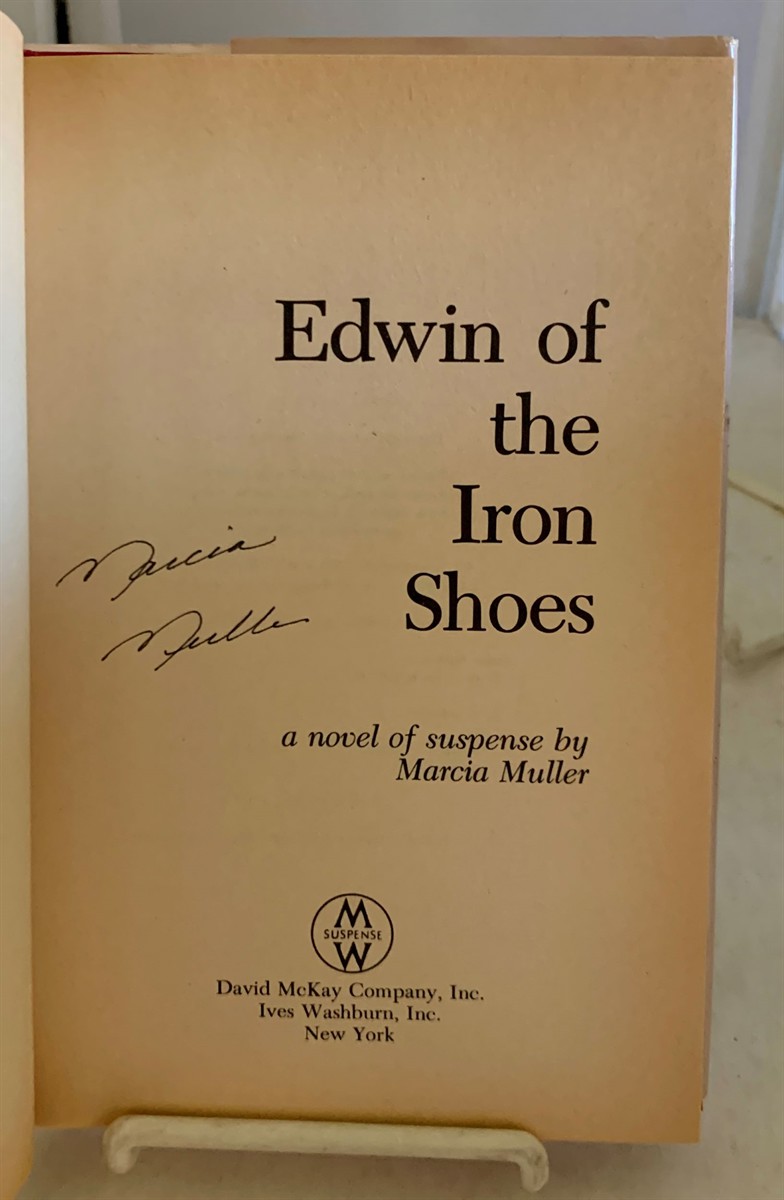 Edwin of
the
Iron
Shoes
Marcia
Muller
a novel of suspense by
Marcia Muller
M
SUSPENSE
W
David McKay Company, Inc.
Ives Washburn, Inc.
New York